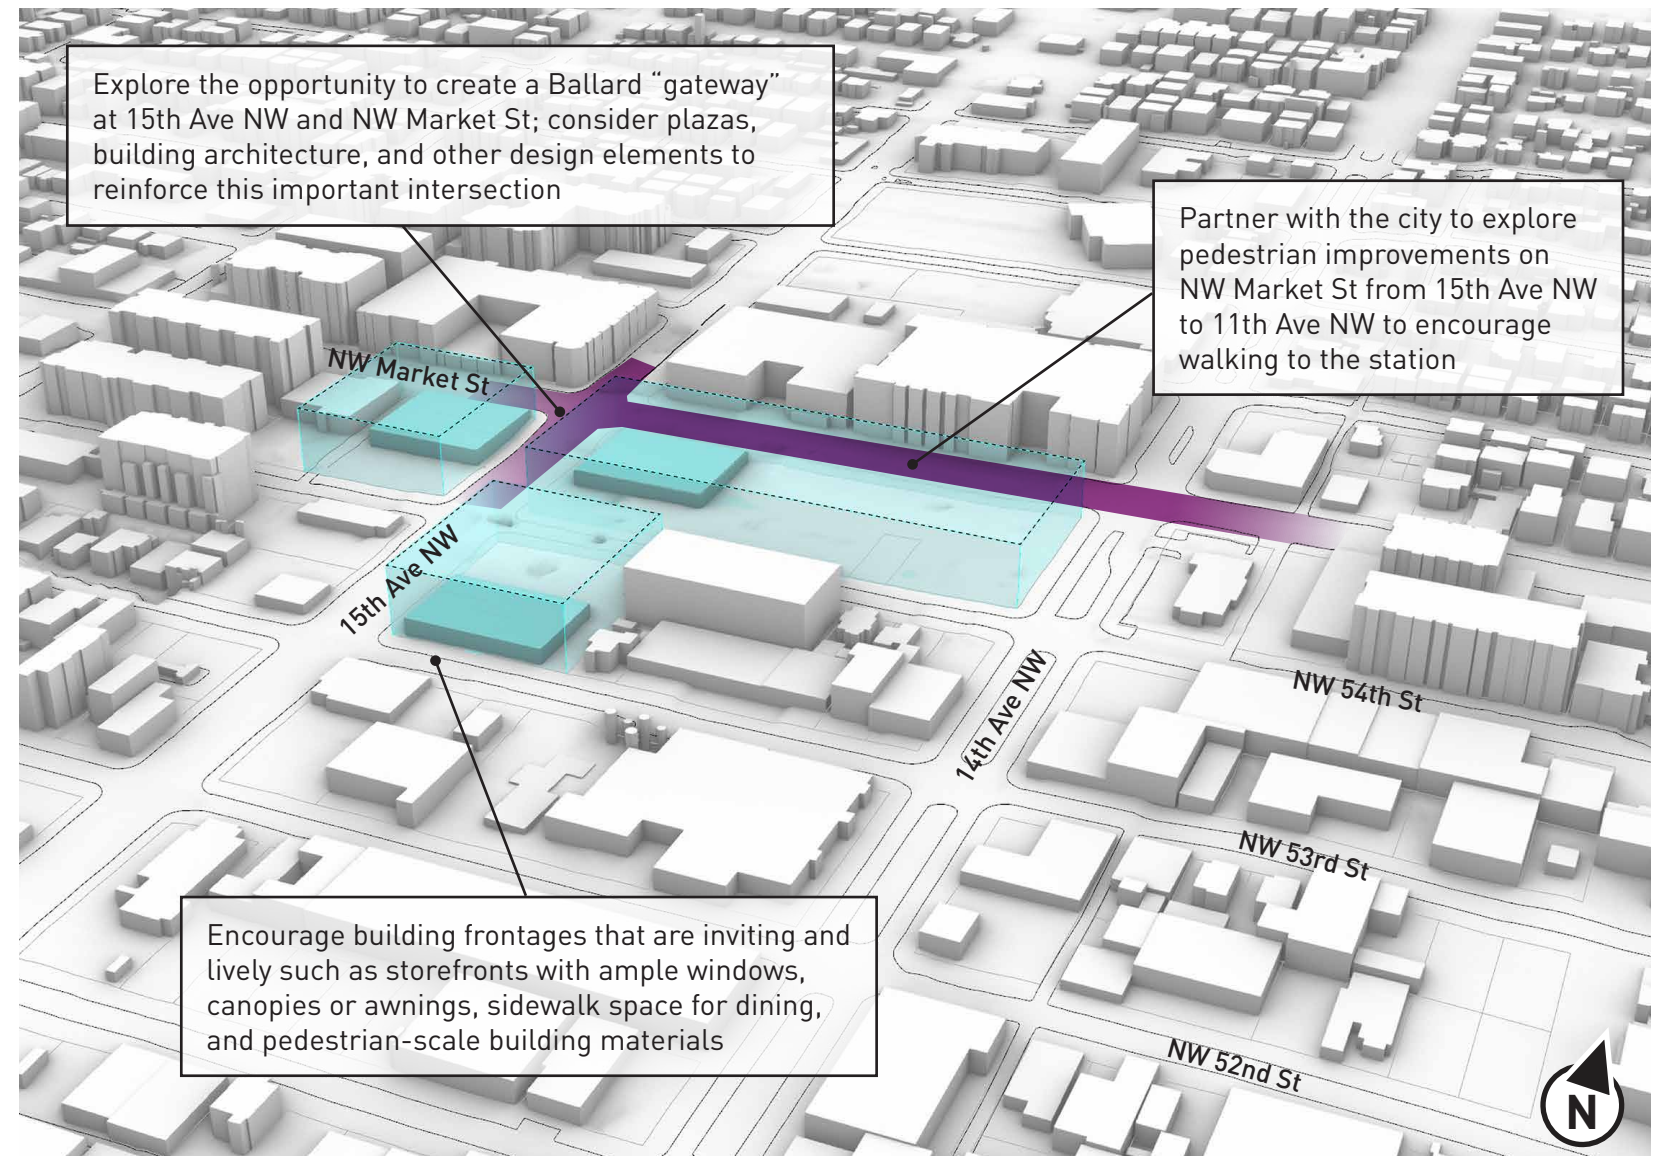 Explore the opportunity to create a Ballard “gateway”
at 15th Ave NW and NW Market St; consider plazas,
building architecture, and other design elements to
reinforce this important intersection
Partner with the city to explore
pedestrian improvements on
NW Market St from 15th Ave NW
to 11th Ave NW to encourage
walking to the station
NW Market St
15th Ave NW
14th Ave NW
NW 54th St
NW 53rd St
NW 52nd St
Encourage building frontages that are inviting and
lively such as storefronts with ample windows,
canopies or awnings, sidewalk space for dining,
and pedestrian-scale building materials
N